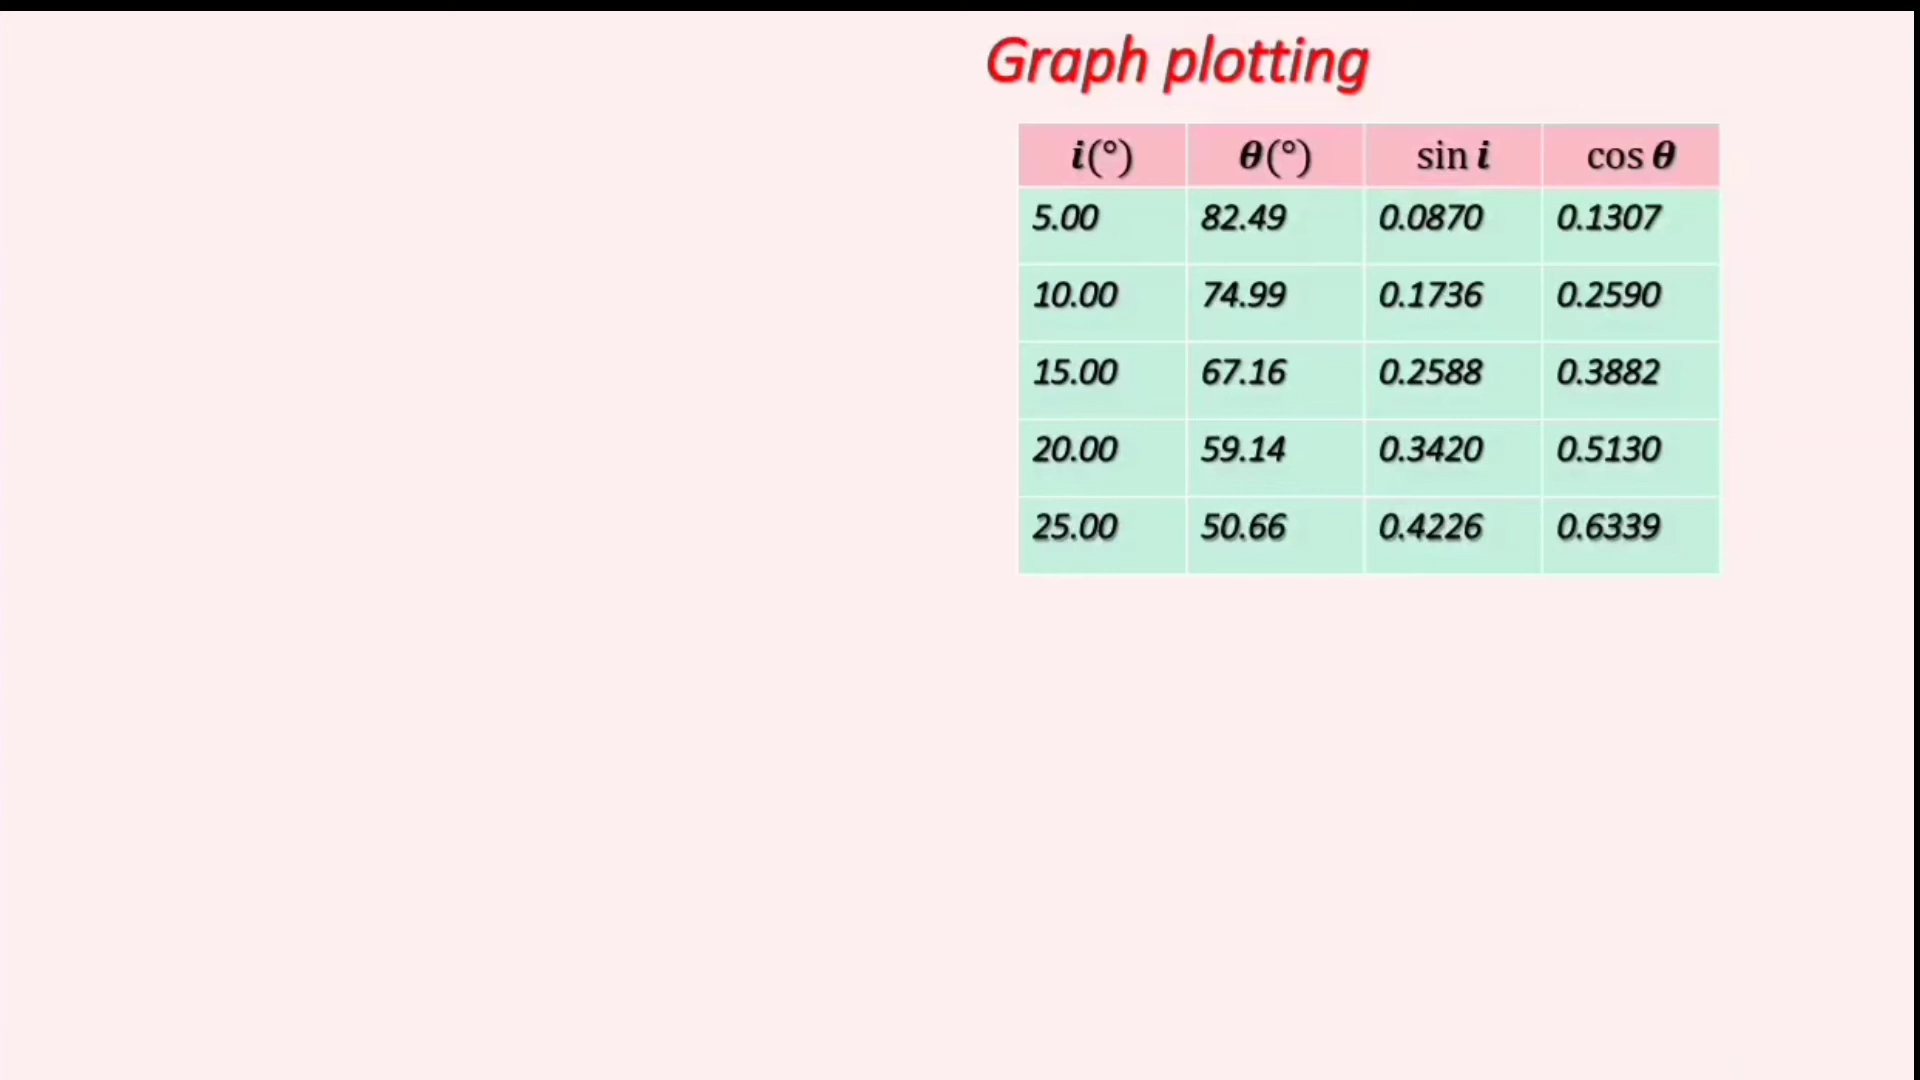 Graph plotting
i(°) θ(°) sin i cos θ
5.00 82.49 0.0870 0.1307
10.00 74.99 0.1736 0.2590
15.00 67.16 0.2588 0.3882
20.00 59.14 0.3420 0.5130
25.00 50.66 0.4226 0.6339